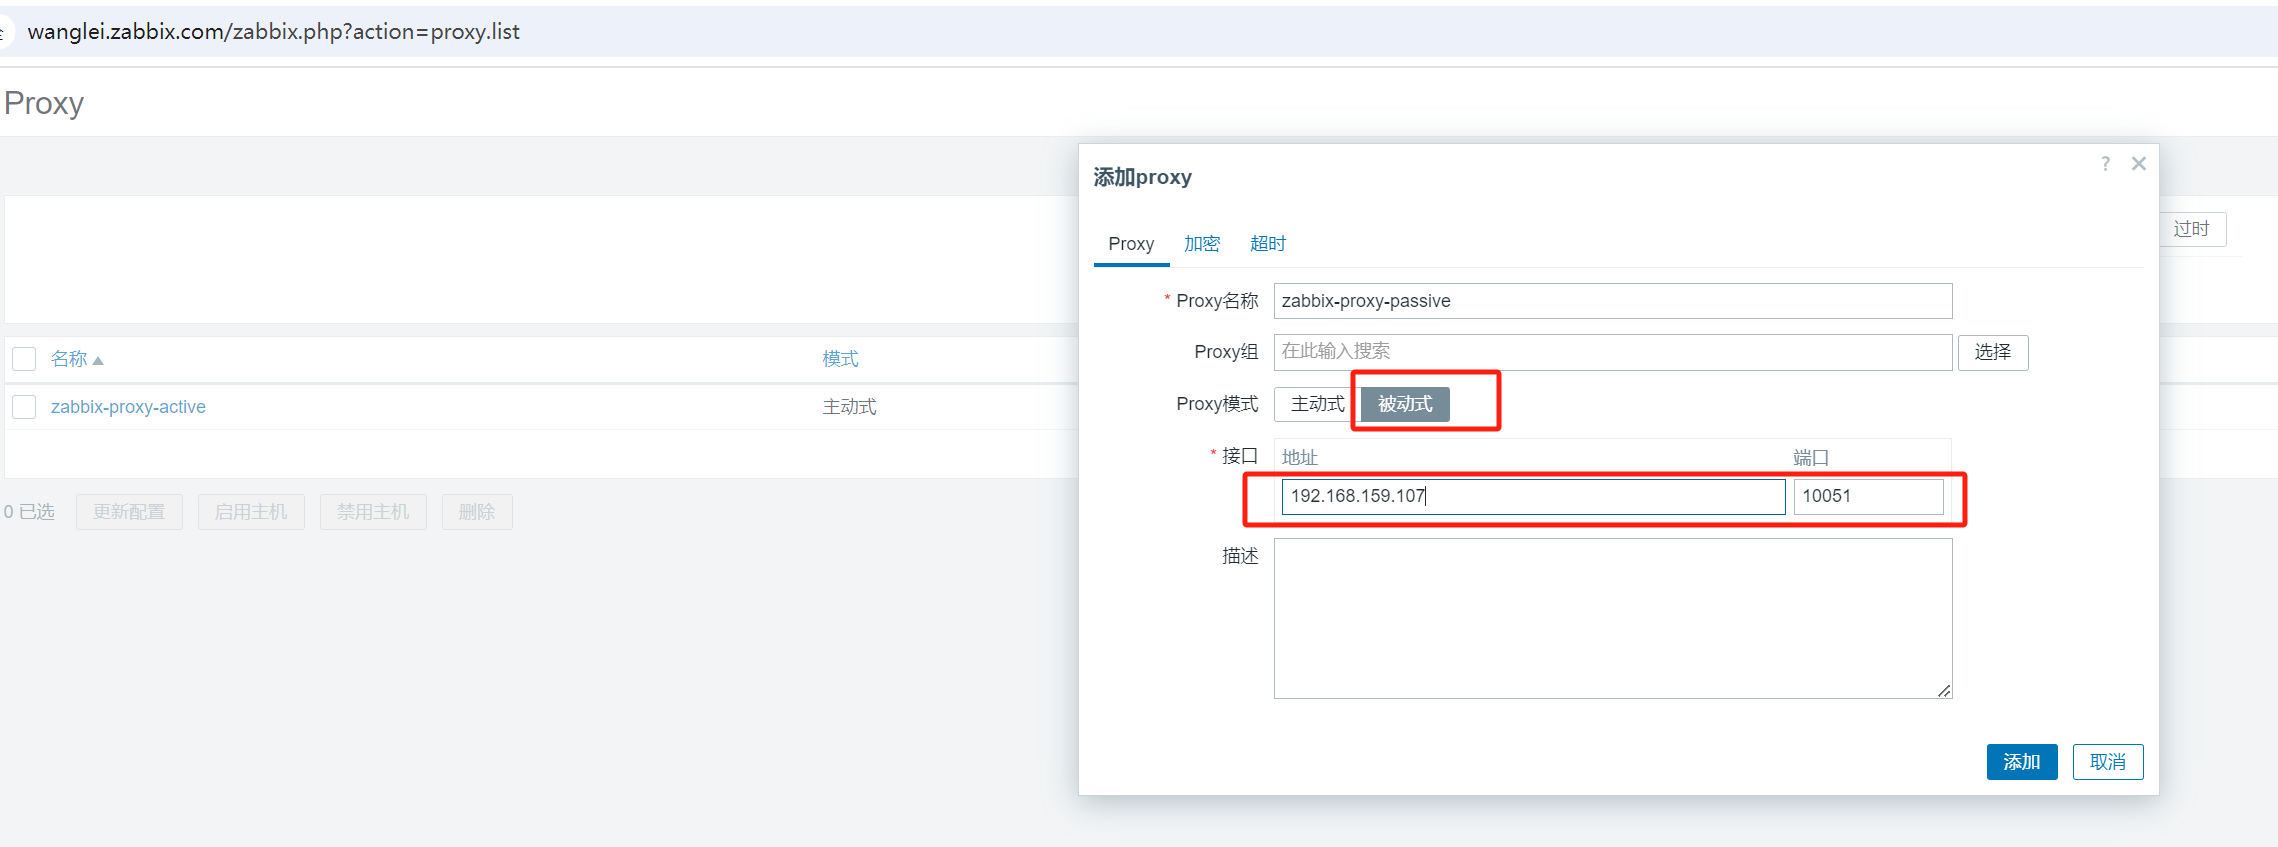 wanglei.zabbix.com/zabbix.php?action=proxy.list
Proxy
添加proxy
?
Proxy 加密 超时
过时
* Proxy名称 zabbix-proxy-passive
Proxy组 在此输入搜索 选择
Proxy模式 主动式 被动式
* 接口 地址 端口
192.168.159.107 10051
描述
添加 取消
名称 模式
zabbix-proxy-active 主动式
0 已选 更新配置 启用主机 禁用主机 删除